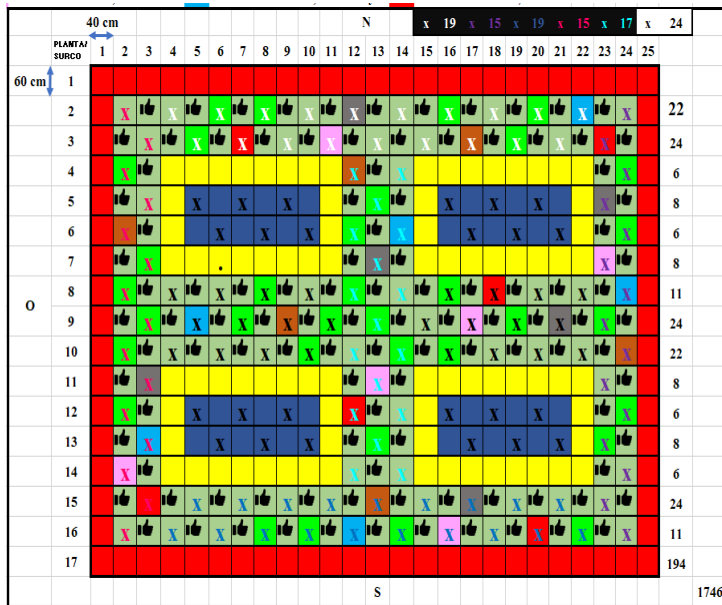 40 cm N x 19 x 15 x 19 x 15 x 17 x 24
PLANTA/
SURCO 1 2 3 4 5 6 7 8 9 10 11 12 13 14 15 16 17 18 19 20 21 22 23 24 25
60 cm 1
2 x x x x x x x x x x x x 22
3 x x x x x x x x x x x 24
4 x x x x 6
5 x x x x x x x x x 8
6 x x x x x x x x x x 6
7 x . x x 8
8 x x x x x x x x x x x x 11
O
9 x x x x x x x x x x x 24
10 x x x x x x x x x x x x 22
11 x x x 8
12 x x x x x x x x x x 6
13 x x x x x x x x x 8
14 x x x x 6
15 x x x x x x x x x x x 24
16 x x x x x x x x x x x x 11
17 194
S 1746